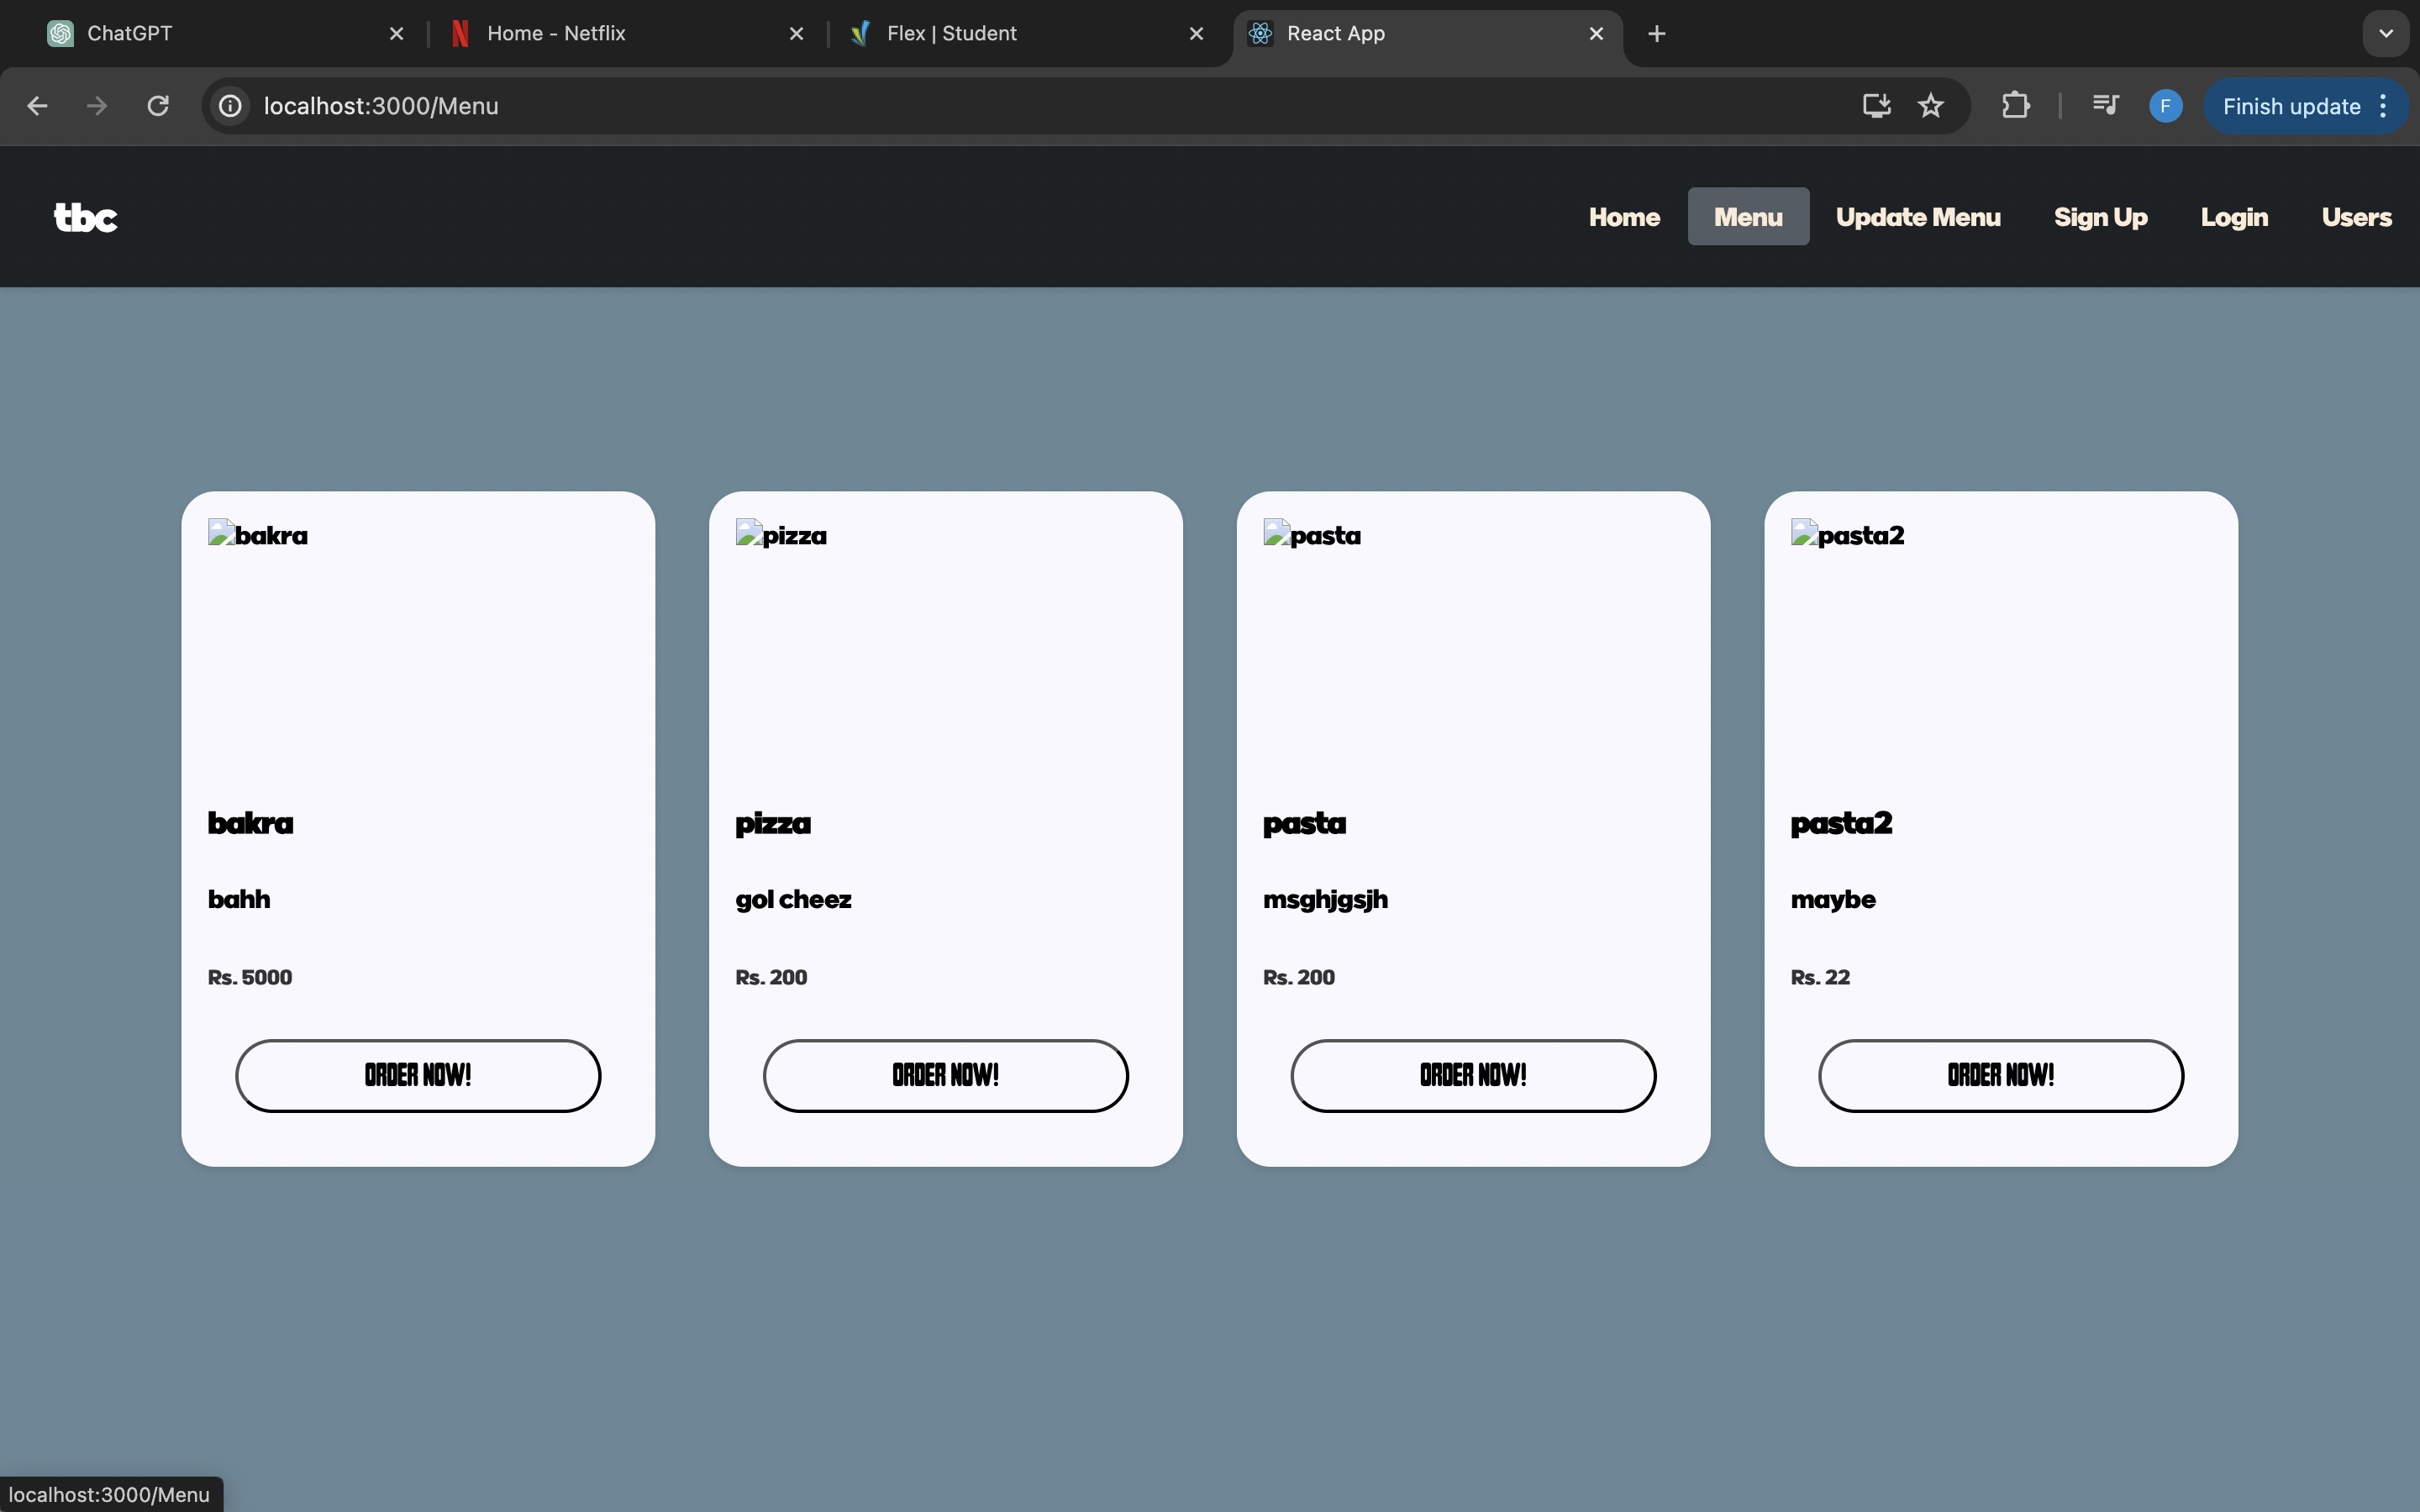 ChatGPT
Home - Netflix
Flex | Student
React App
localhost:3000/Menu
F
Finish update
tbc
Home
Menu
Update Menu
Sign Up
Login
Users
bakra
bakra
bahh
Rs. 5000
ORDER NOW!
pizza
pizza
gol cheez
Rs. 200
ORDER NOW!
pasta
pasta
msghjgsjh
Rs. 200
ORDER NOW!
pasta2
pasta2
maybe
Rs. 22
ORDER NOW!
localhost:3000/Menu